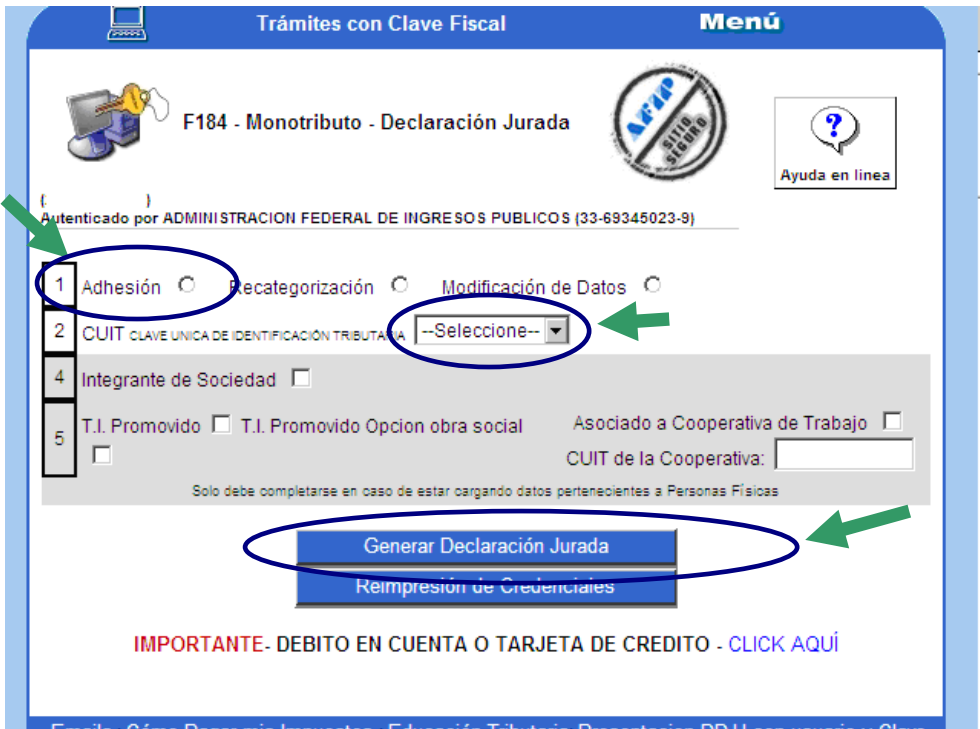 Trámites con Clave Fiscal Menú
F184 - Monotributo - Declaración Jurada
AFIP
SITIO
SEGURO
?
Ayuda en linea
( )
Autenticado por ADMINISTRACION FEDERAL DE INGRESOS PUBLICOS (33-69345023-9)
1 Adhesión Recategorización Modificación de Datos
2 CUIT CLAVE UNICA DE IDENTIFICACIÓN TRIBUTARIA --Seleccione--
4 Integrante de Sociedad
5 T.I. Promovido T.I. Promovido Opcion obra social Asociado a Cooperativa de Trabajo
CUIT de la Cooperativa:
Solo debe completarse en caso de estar cargando datos pertenecientes a Personas Físicas
Generar Declaración Jurada
Reimpresión de Credenciales
IMPORTANTE- DEBITO EN CUENTA O TARJETA DE CREDITO - CLICK AQUÍ